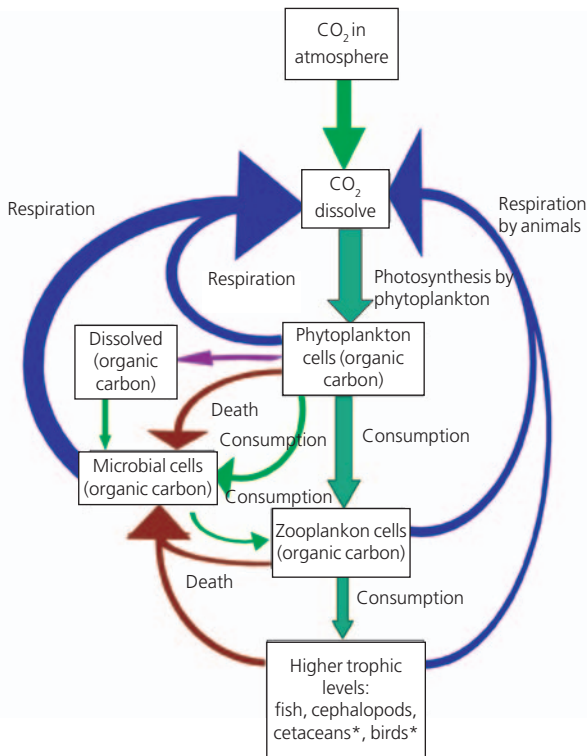 CO₂ in
atmosphere
CO₂
dissolve
Respiration
Respiration
by animals
Respiration
Photosynthesis by
phytoplankton
Dissolved
(organic
carbon)
Phytoplankton
cells (organic
carbon)
Death
Consumption
Consumption
Microbial cells
(organic carbon)
Consumption
Zooplankon cells
(organic carbon)
Death
Consumption
Higher trophic
levels:
fish, cephalopods,
cetaceans*, birds*